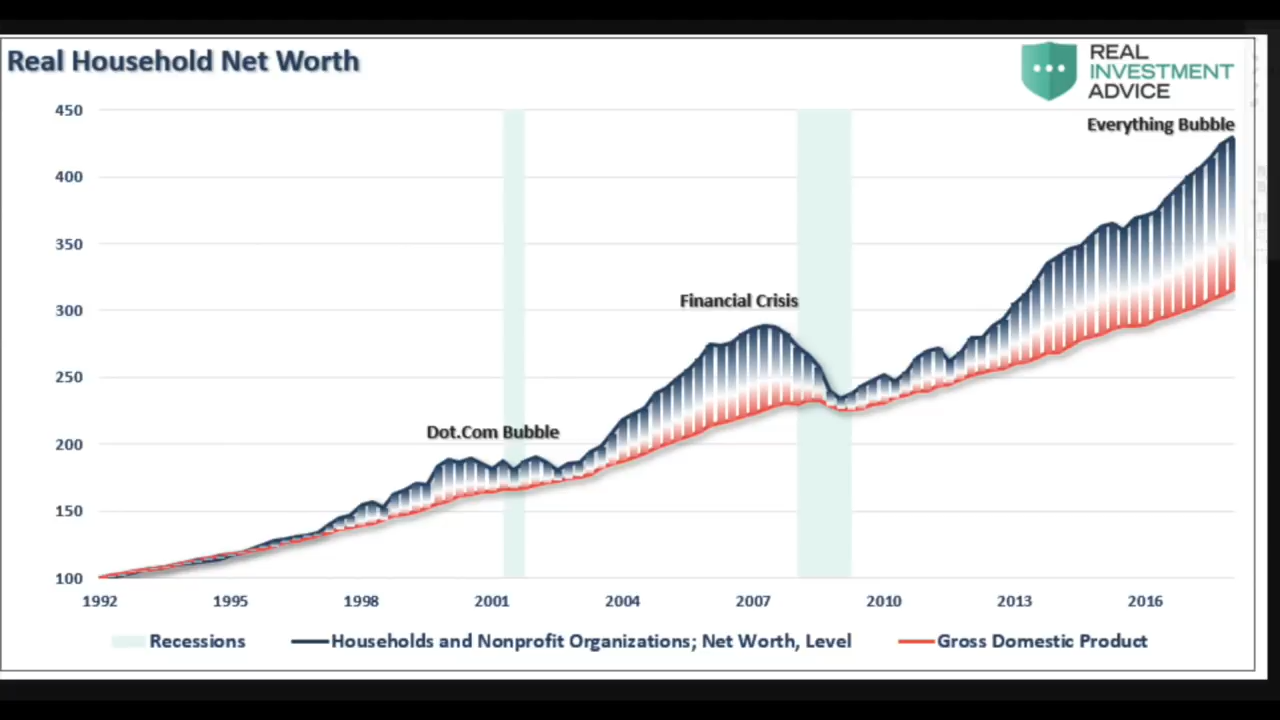 Real Household Net Worth
REAL
INVESTMENT
ADVICE
Everything Bubble
450
400
350
Financial Crisis
300
250
Dot.Com Bubble
200
150
100
1992 1995 1998 2001 2004 2007 2010 2013 2016
Recessions Households and Nonprofit Organizations; Net Worth, Level Gross Domestic Product